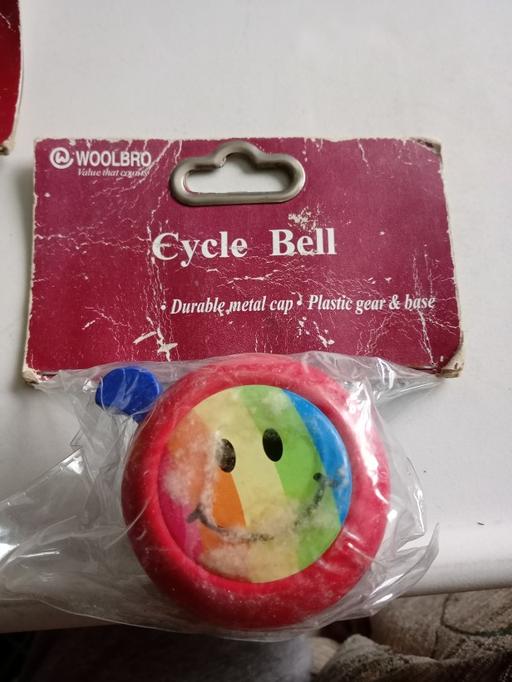 WOOLBRO
Value that counts
Cycle Bell
• Durable metal cap • Plastic gear & base